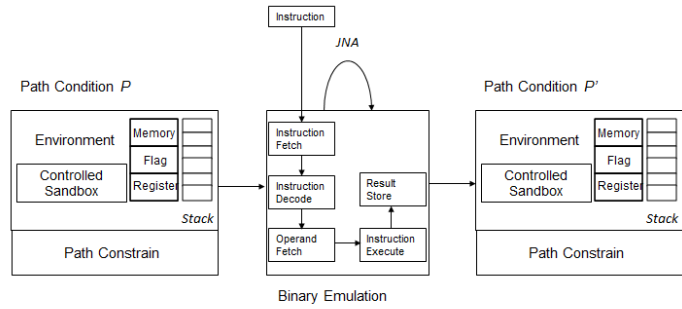 Instruction
JNA
Path Condition P
Environment
Memory
Flag
Register
Controlled
Sandbox
Stack
Path Constrain
Instruction
Fetch
Instruction
Decode
Operand
Fetch
Instruction
Execute
Result
Store
Binary Emulation
Path Condition P'
Environment
Memory
Flag
Register
Controlled
Sandbox
Stack
Path Constrain